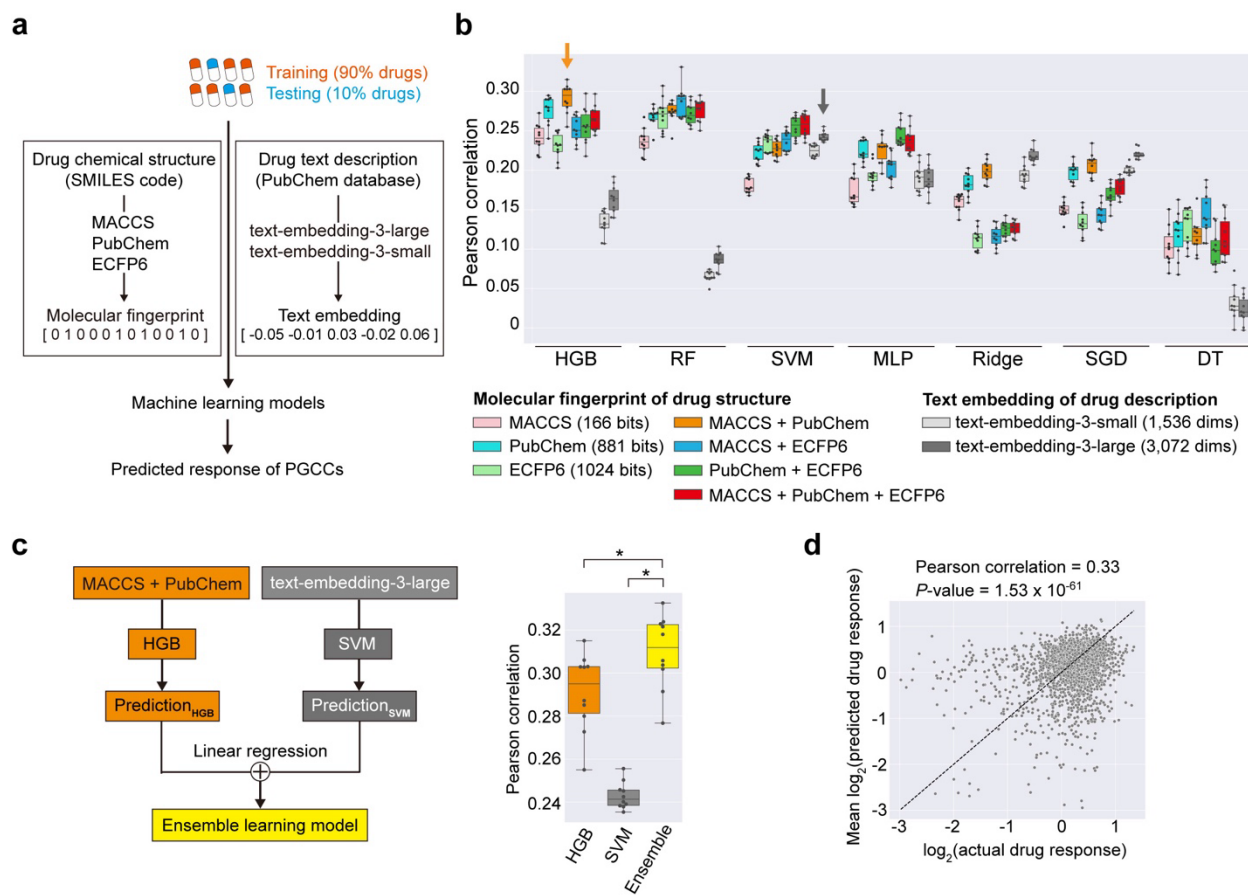 a
Training (90% drugs)
Testing (10% drugs)
Drug chemical structure
(SMILES code)
MACCS
PubChem
ECFP6
Molecular fingerprint
[ 0 1 0 0 0 1 0 1 0 0 1 0 ]
Drug text description
(PubChem database)
text-embedding-3-large
text-embedding-3-small
Text embedding
[ -0.05 -0.01 0.03 -0.02 0.06 ]
Machine learning models
Predicted response of PGCCs
b
Pearson correlation
0.30
0.25
0.20
0.15
0.10
0.05
0
HGB RF SVM MLP Ridge SGD DT
Molecular fingerprint of drug structure
MACCS (166 bits)
PubChem (881 bits)
ECFP6 (1024 bits)
MACCS + PubChem
MACCS + ECFP6
PubChem + ECFP6
MACCS + PubChem + ECFP6
Text embedding of drug description
text-embedding-3-small (1,536 dims)
text-embedding-3-large (3,072 dims)
c
MACCS + PubChem
text-embedding-3-large
HGB
SVM
PredictionHGB
PredictionSVM
Linear regression
+
Ensemble learning model
*
*
Pearson correlation
0.32
0.30
0.28
0.26
0.24
HGB
SVM
Ensemble
d
Pearson correlation = 0.33
P-value = 1.53 x 10⁻⁶¹
Mean log₂(predicted drug response)
1
0
-1
-2
-3
-3 -2 -1 0 1
log₂(actual drug response)